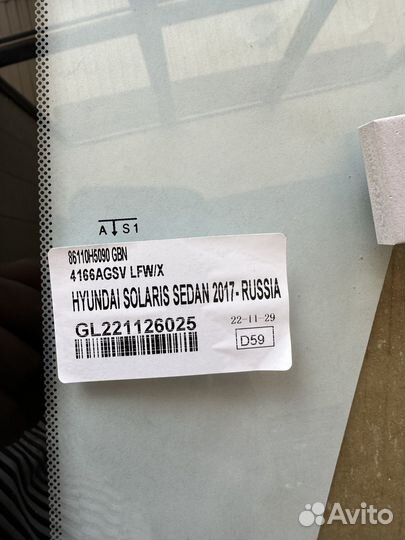 A S1
86110H5090 GBN
4166AGSV LFW/X
HYUNDAI SOLARIS SEDAN 2017- RUSSIA
GL221126025
22-11-29
D59
Avito